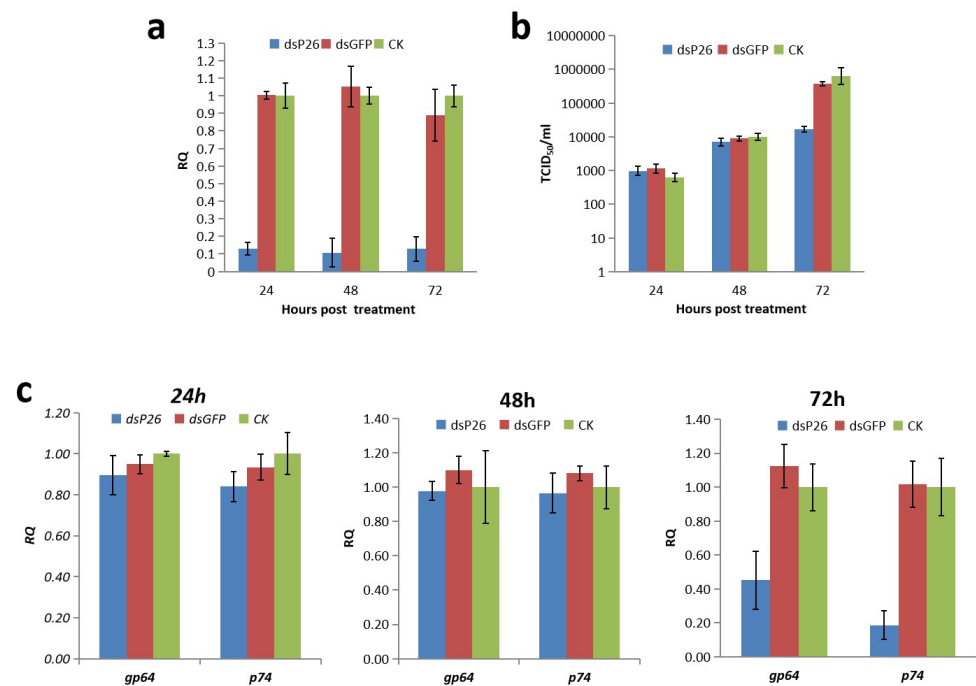 a
dsP26 dsGFP CK
1.3
1.2
1.1
1
0.9
0.8
0.7
0.6
0.5
0.4
0.3
0.2
0.1
0
RQ
24 48 72
Hours post treatment
b
dsP26 dsGFP CK
10000000
1000000
100000
10000
1000
100
10
1
TCID50/ml
24 48 72
Hours post treatment
c
24h
dsP26 dsGFP CK
1.20
1.00
0.80
0.60
0.40
0.20
0.00
RQ
gp64 p74
48h
dsP26 dsGFP CK
1.40
1.20
1.00
0.80
0.60
0.40
0.20
0.00
RQ
gp64 p74
72h
dsP26 dsGFP CK
1.40
1.20
1.00
0.80
0.60
0.40
0.20
0.00
RQ
gp64 p74